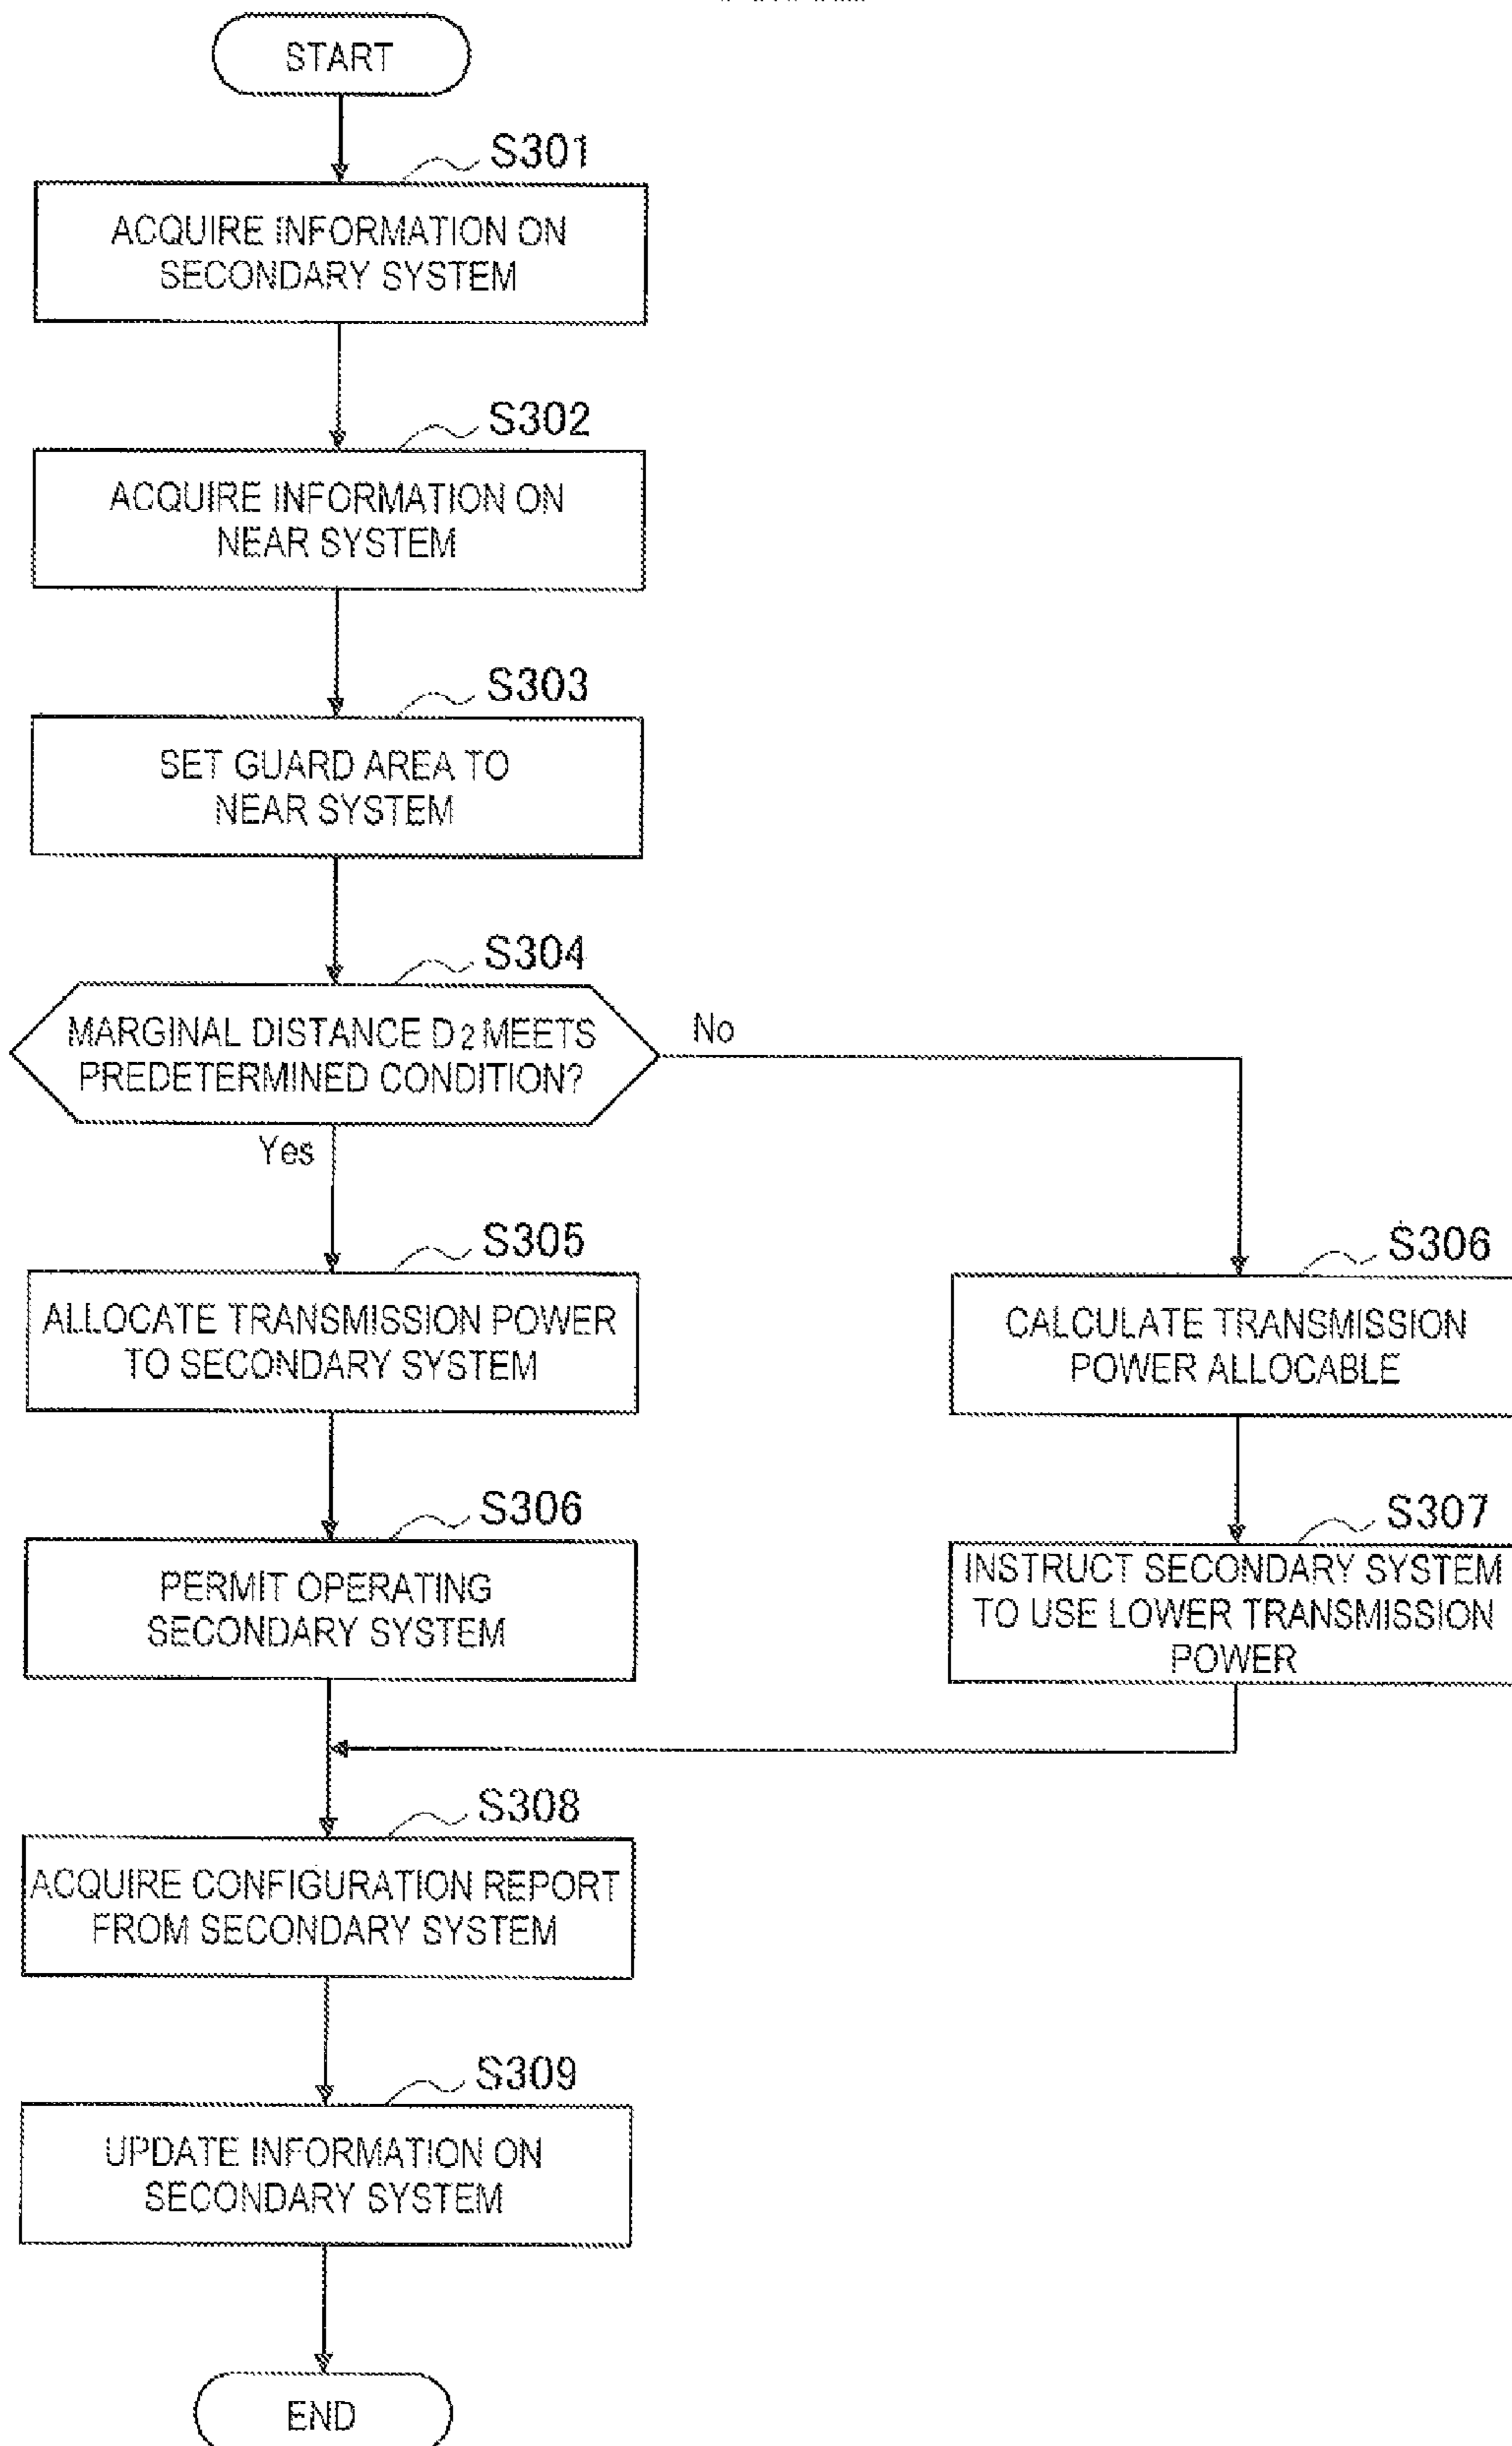 START
S301
ACQUIRE INFORMATION ON
SECONDARY SYSTEM
S302
ACQUIRE INFORMATION ON
NEAR SYSTEM
S303
SET GUARD AREA TO
NEAR SYSTEM
S304
MARGINAL DISTANCE D2 MEETS
PREDETERMINED CONDITION?
No
Yes
S305
ALLOCATE TRANSMISSION POWER
TO SECONDARY SYSTEM
S306
CALCULATE TRANSMISSION
POWER ALLOCABLE
S306
PERMIT OPERATING
SECONDARY SYSTEM
S307
INSTRUCT SECONDARY SYSTEM
TO USE LOWER TRANSMISSION
POWER
S308
ACQUIRE CONFIGURATION REPORT
FROM SECONDARY SYSTEM
S309
UPDATE INFORMATION ON
SECONDARY SYSTEM
END